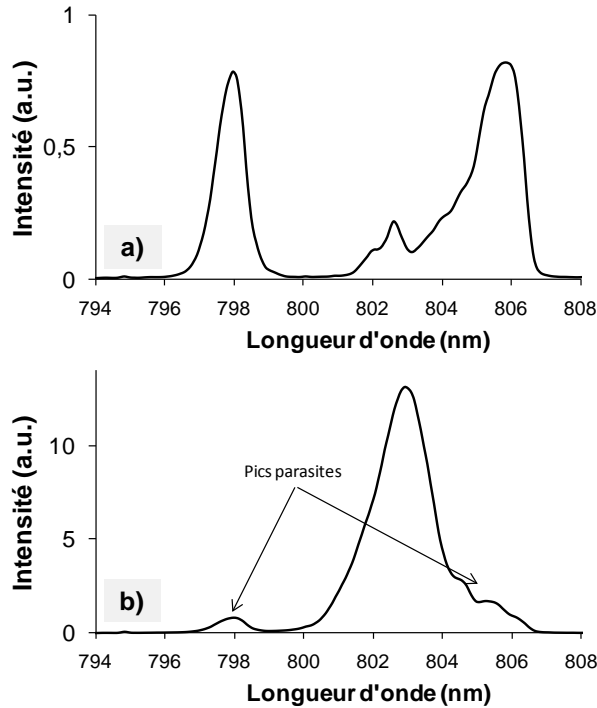 Intensité (a.u.)
1
0,5
0
a)
794 796 798 800 802 804 806 808
Longueur d'onde (nm)
Intensité (a.u.)
10
5
0
Pics parasites
b)
794 796 798 800 802 804 806 808
Longueur d'onde (nm)